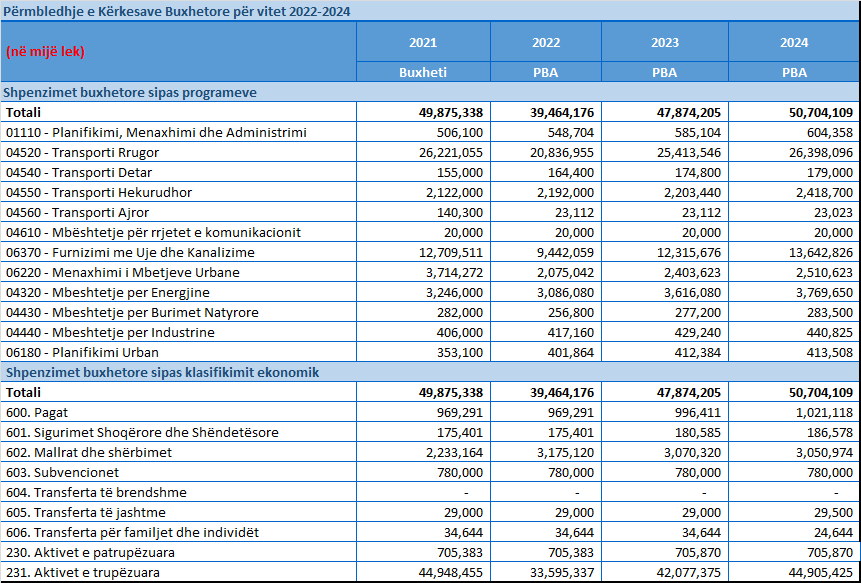 Përmbledhje e Kërkesave Buxhetore për vitet 2022-2024
(në mijë lek) 2021 2022 2023 2024
Buxheti PBA PBA PBA
Shpenzimet buxhetore sipas programeve
Totali 49,875,338 39,464,176 47,874,205 50,704,109
01110 - Planifikimi, Menaxhimi dhe Administrimi 506,100 548,704 585,104 604,358
04520 - Transporti Rrugor 26,221,055 20,836,955 25,413,546 26,398,096
04540 - Transporti Detar 155,000 164,400 174,800 179,000
04550 - Transporti Hekurudhor 2,122,000 2,192,000 2,203,440 2,418,700
04560 - Transporti Ajror 140,300 23,112 23,112 23,023
04610 - Mbështetje për rrjetet e komunikacionit 20,000 20,000 20,000 20,000
06370 - Furnizimi me Uje dhe Kanalizime 12,709,511 9,442,059 12,315,676 13,642,826
06220 - Menaxhimi i Mbetjeve Urbane 3,714,272 2,075,042 2,403,623 2,510,623
04320 - Mbeshtetje per Energjine 3,246,000 3,086,080 3,616,080 3,769,650
04430 - Mbeshtetje per Burimet Natyrore 282,000 256,800 277,200 283,500
04440 - Mbeshtetje per Industrine 406,000 417,160 429,240 440,825
06180 - Planifikimi Urban 353,100 401,864 412,384 413,508
Shpenzimet buxhetore sipas klasifikimit ekonomik
Totali 49,875,338 39,464,176 47,874,205 50,704,109
600. Pagat 969,291 969,291 996,411 1,021,118
601. Sigurimet Shoqërore dhe Shëndetësore 175,401 175,401 180,585 186,578
602. Mallrat dhe shërbimet 2,233,164 3,175,120 3,070,320 3,050,974
603. Subvencionet 780,000 780,000 780,000 780,000
604. Transferta të brendshme - - - -
605. Transferta të jashtme 29,000 29,000 29,000 29,500
606. Transferta për familjet dhe individët 34,644 34,644 34,644 24,644
230. Aktivet e patrupëzuara 705,383 705,383 705,870 705,870
231. Aktivet e trupëzuara 44,948,455 33,595,337 42,077,375 44,905,425